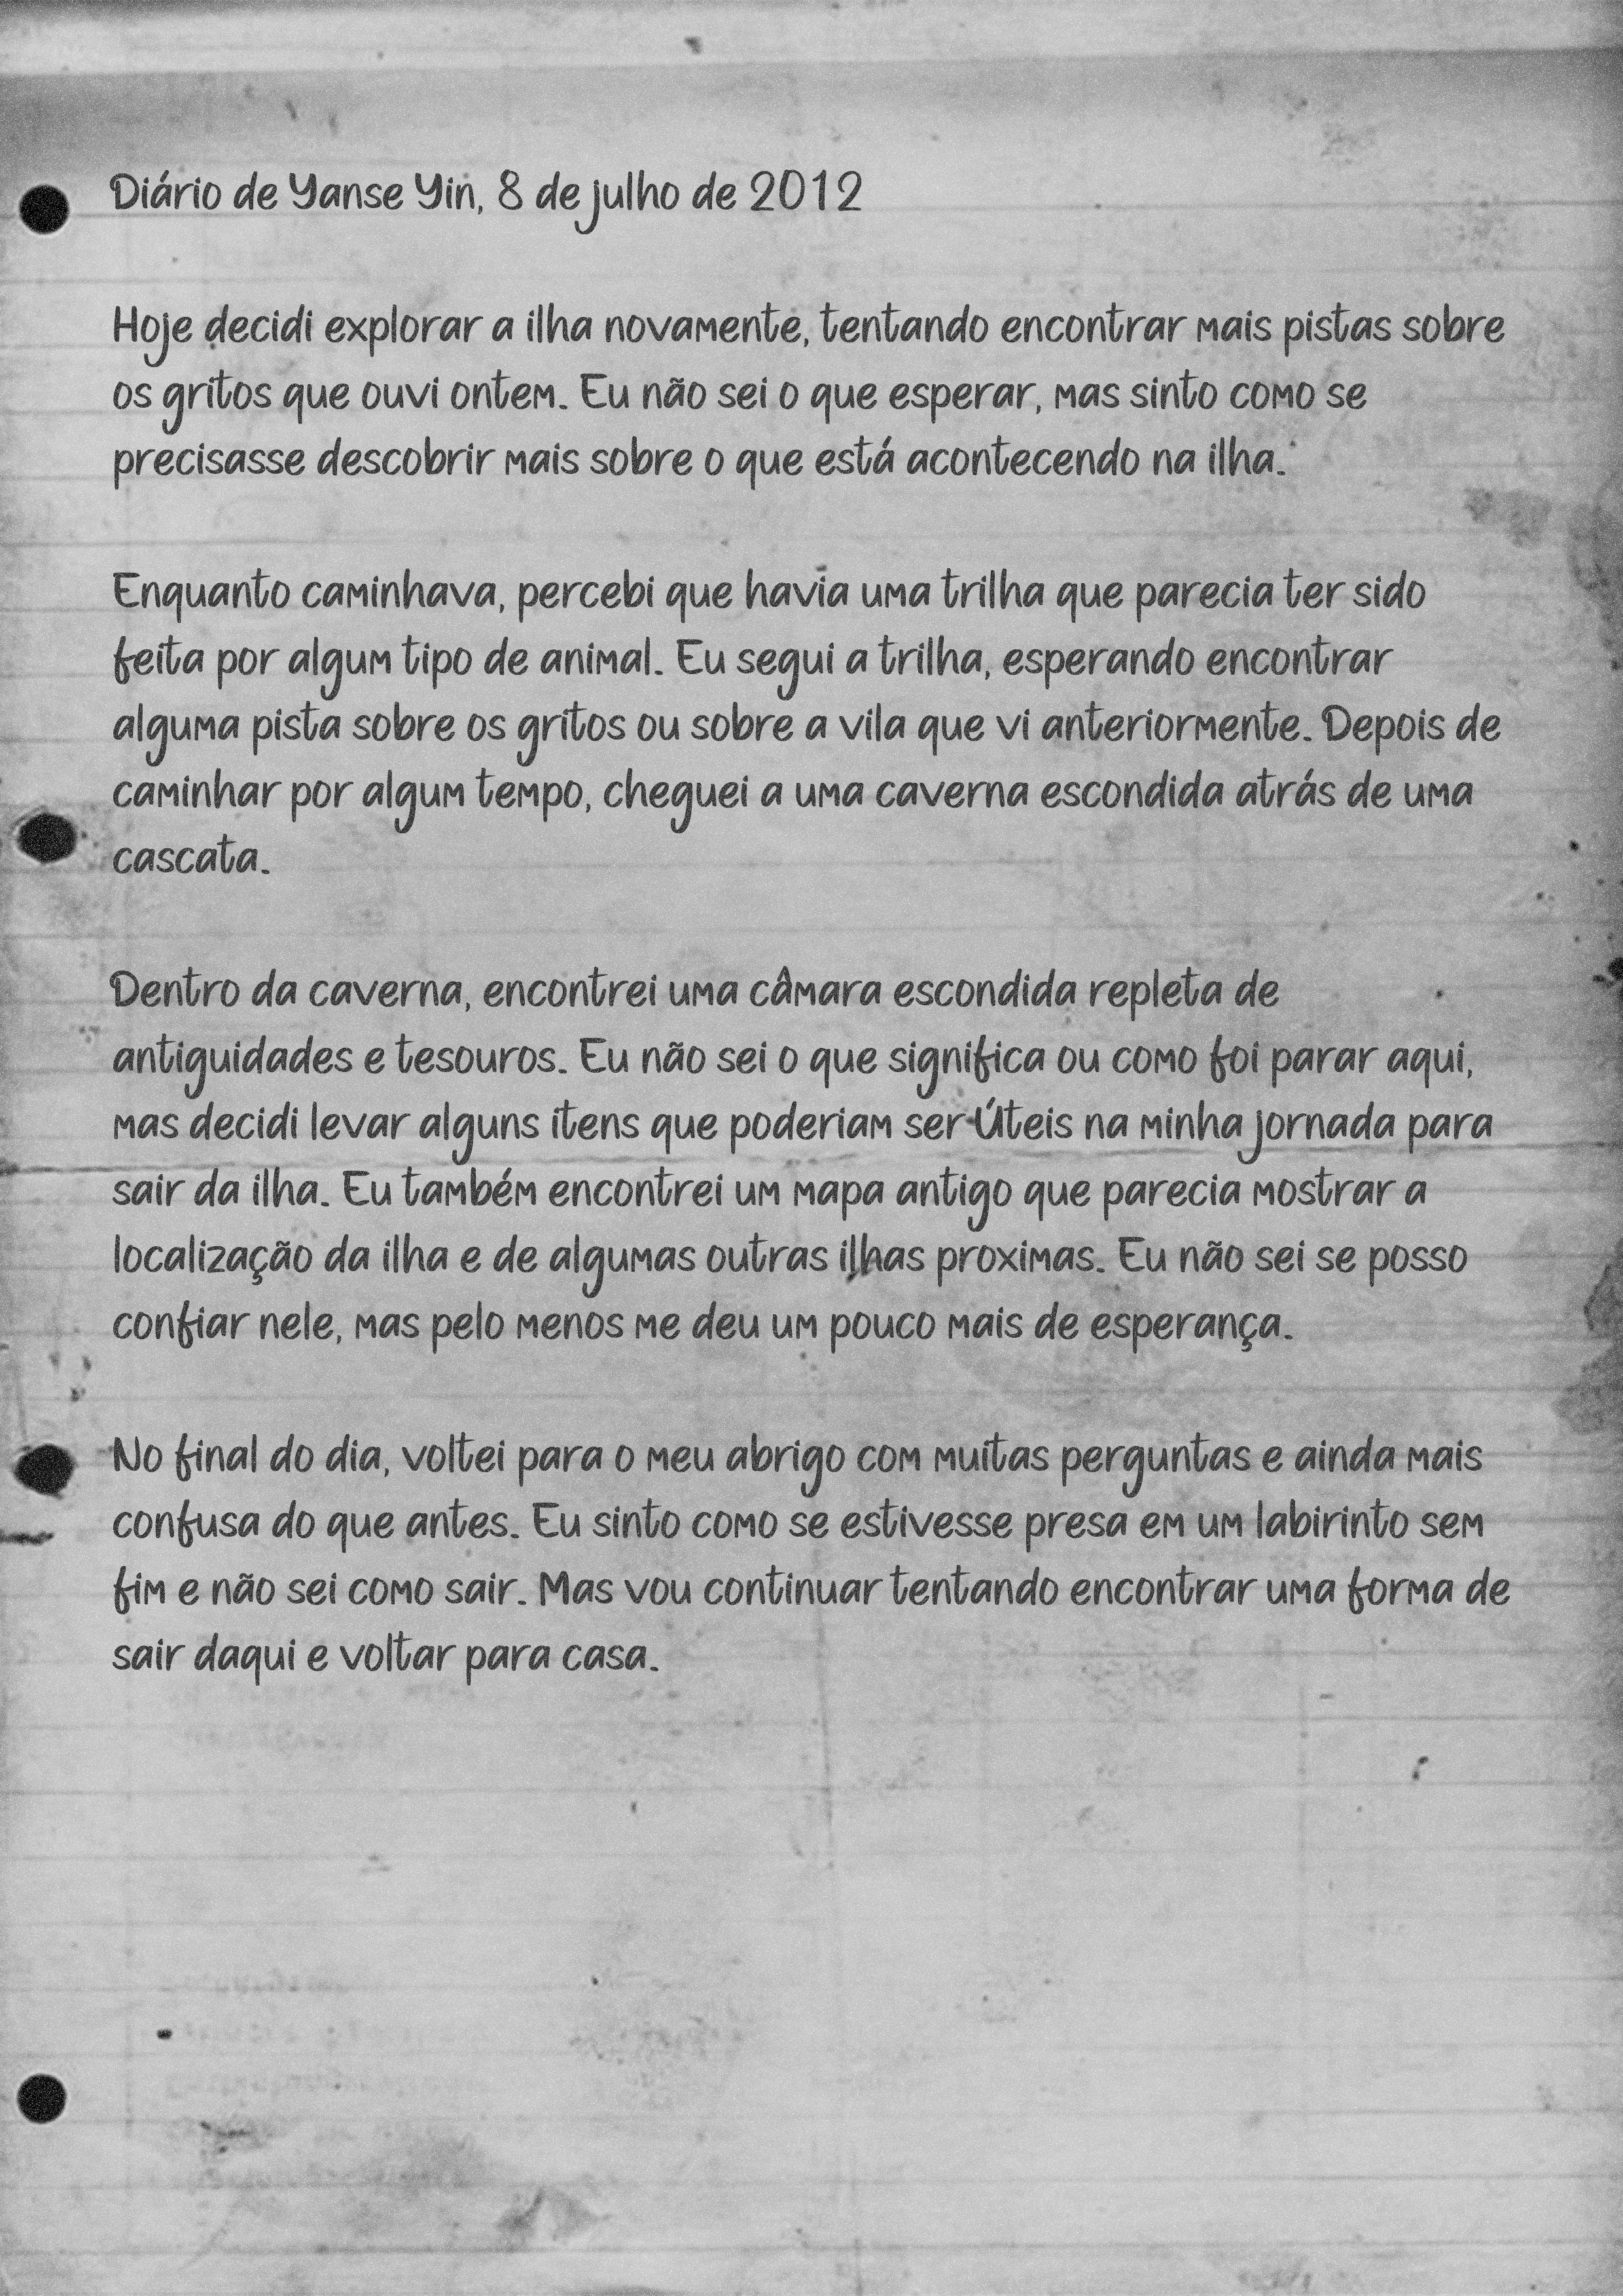 Diário de Yanse Yin, 8 de julho de 2012
Hoje decidi explorar a ilha novamente, tentando encontrar mais pistas sobre
os gritos que ouvi ontem. Eu não sei o que esperar, mas sinto como se
precisasse descobrir mais sobre o que está acontecendo na ilha.
Enquanto caminhava, percebi que havia uma trilha que parecia ter sido
feita por algum tipo de animal. Eu segui a trilha, esperando encontrar
alguma pista sobre os gritos ou sobre a vila que vi anteriormente. Depois de
caminhar por algum tempo, cheguei a uma caverna escondida atrás de uma
cascata.
Dentro da caverna, encontrei uma câmara escondida repleta de
antiguidades e tesouros. Eu não sei o que significa ou como foi parar aqui,
mas decidi levar alguns itens que poderiam ser Úteis na minha jornada para
sair da ilha. Eu também encontrei um mapa antigo que parecia mostrar a
localização da ilha e de algumas outras ilhas proximas. Eu não sei se posso
confiar nele, mas pelo menos me deu um pouco mais de esperança.
No final do dia, voltei para o meu abrigo com muitas perguntas e ainda mais
confusa do que antes. Eu sinto como se estivesse presa em um labirinto sem
fim e não sei como sair. Mas vou continuar tentando encontrar uma forma de
sair daqui e voltar para casa.